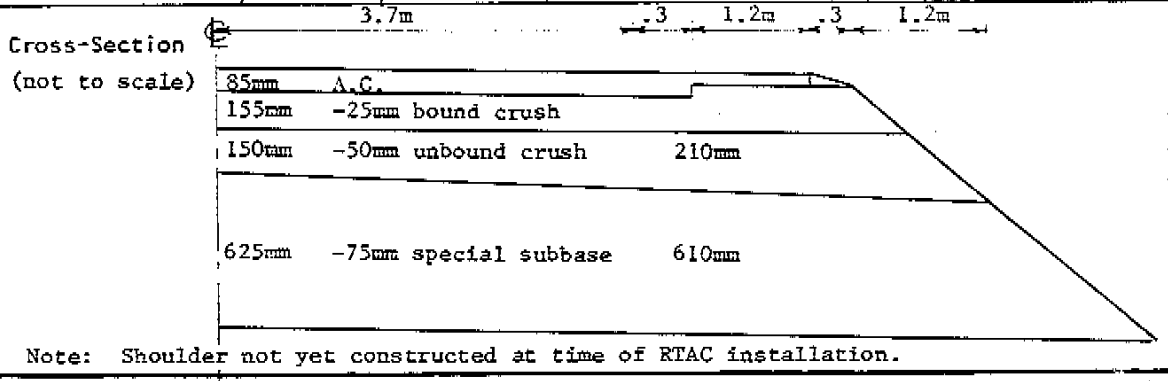 3.7m .3 1.2m .3 1.2m
Cross-Section ℄
(not to scale)
85mm A.C.
155mm -25mm bound crush
150mm -50mm unbound crush 210mm
625mm -75mm special subbase 610mm
Note: Shoulder not yet constructed at time of RTAC installation.